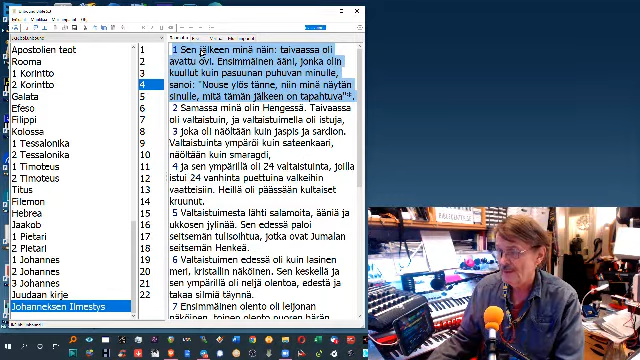 Apostolien teot
Rooma
1 Korintto
2 Korintto
Galata
Efeso
Filippi
Kolossa
1 Tessalonika
2 Tessalonika
1 Timoteus
2 Timoteus
Titus
Filemon
Hebrea
Jaakob
1 Pietari
2 Pietari
1 Johannes
2 Johannes
3 Johannes
Juudaan kirje
Johanneksen Ilmestys
1
2
3
4
5
6
7
8
9
10
11
12
13
14
15
16
17
18
19
20
21
22
1 Sen jälkeen minä näin: taivaassa oli
avattu ovi. Ensimmäinen ääni, jonka olin
kuullut kuin pasuunan puhuvan minulle,
sanoi: "Nouse ylös tänne, niin minä näytän
sinulle, mitä tämän jälkeen on tapahtuva"*.
2 Samassa minä olin Hengessä. Taivaassa
oli valtaistuin, ja valtaistuimella oli istuja,
3 joka oli näöltään kuin jaspis ja sardion.
Valtaistuinta ympäröi kuin sateenkaari,
näöltään kuin smaragdi,
4 ja sen ympärillä oli 24 valtaistuinta, joilla
istui 24 vanhinta puettuina valkeihin
vaatteisiin. Heillä oli päässään kultaiset
kruunut.
5 Valtaistuimesta lähti salamoita, ääniä ja
ukkosen jylinää. Sen edessä paloi
seitsemän tulisoihtua, jotka ovat Jumalan
seitsemän Henkeä.
6 Valtaistuimen edessä oli kuin lasinen
meri, kristallin näköinen. Sen keskellä ja
sen ympärillä oli neljä olentoa, edestä ja
takaa silmiä täynnä.
7 Ensimmäinen olento oli leijonan
näköinen, toinen olento oli nuoren härän